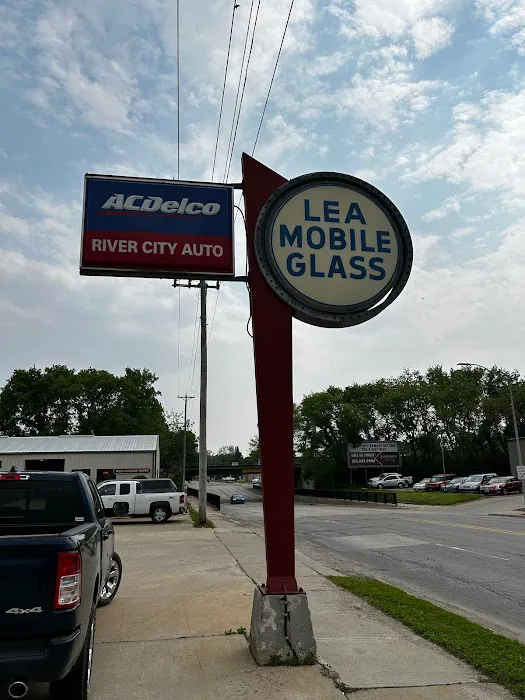 ACDelco
RIVER CITY AUTO
LEA
MOBILE
GLASS
4x4